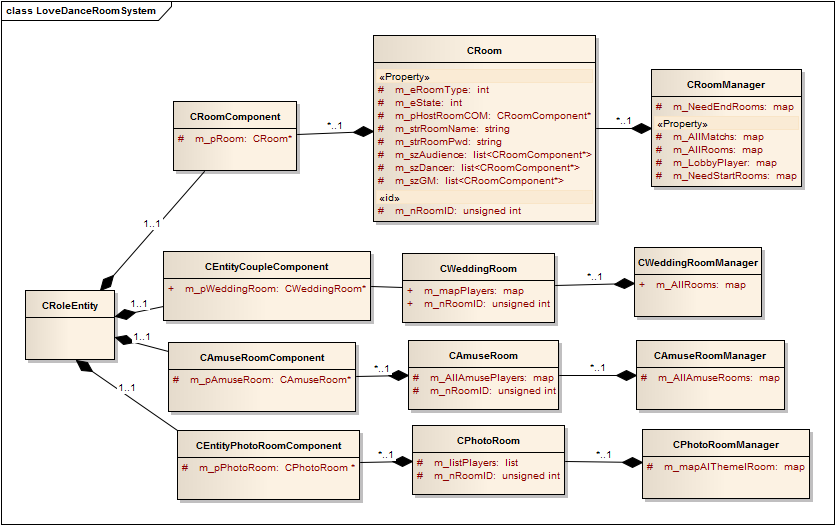 class LoveDanceRoomSystem
CRoom
«Property»
# m_eRoomType: int
# m_eState: int
# m_pHostRoomCOM: CRoomComponent*
# m_strRoomName: string
# m_strRoomPwd: string
# m_szAudience: list<CRoomComponent*>
# m_szDancer: list<CRoomComponent*>
# m_szGM: list<CRoomComponent*>
«id»
# m_nRoomID: unsigned int
CRoomManager
# m_NeedEndRooms: map
«Property»
# m_AllMatchs: map
# m_AllRooms: map
# m_LobbyPlayer: map
# m_NeedStartRooms: map
CRoomComponent
# m_pRoom: CRoom*
*..1
*..1
1..1
CEntityCoupleComponent
+ m_pWeddingRoom: CWeddingRoom*
CWeddingRoom
+ m_mapPlayers: map
+ m_nRoomID: unsigned int
*..1
CWeddingRoomManager
+ m_AllRooms: map
CRoleEntity
1..1
1..1
1..1
CAmuseRoomComponent
# m_pAmuseRoom: CAmuseRoom*
*..1
CAmuseRoom
# m_AllAmusePlayers: map
# m_nRoomID: unsigned int
*..1
CAmuseRoomManager
# m_AllAmuseRooms: map
CEntityPhotoRoomComponent
# m_pPhotoRoom: CPhotoRoom *
*..1
CPhotoRoom
# m_listPlayers: list
# m_nRoomID: unsigned int
*..1
CPhotoRoomManager
# m_mapAlThemelRoom: map